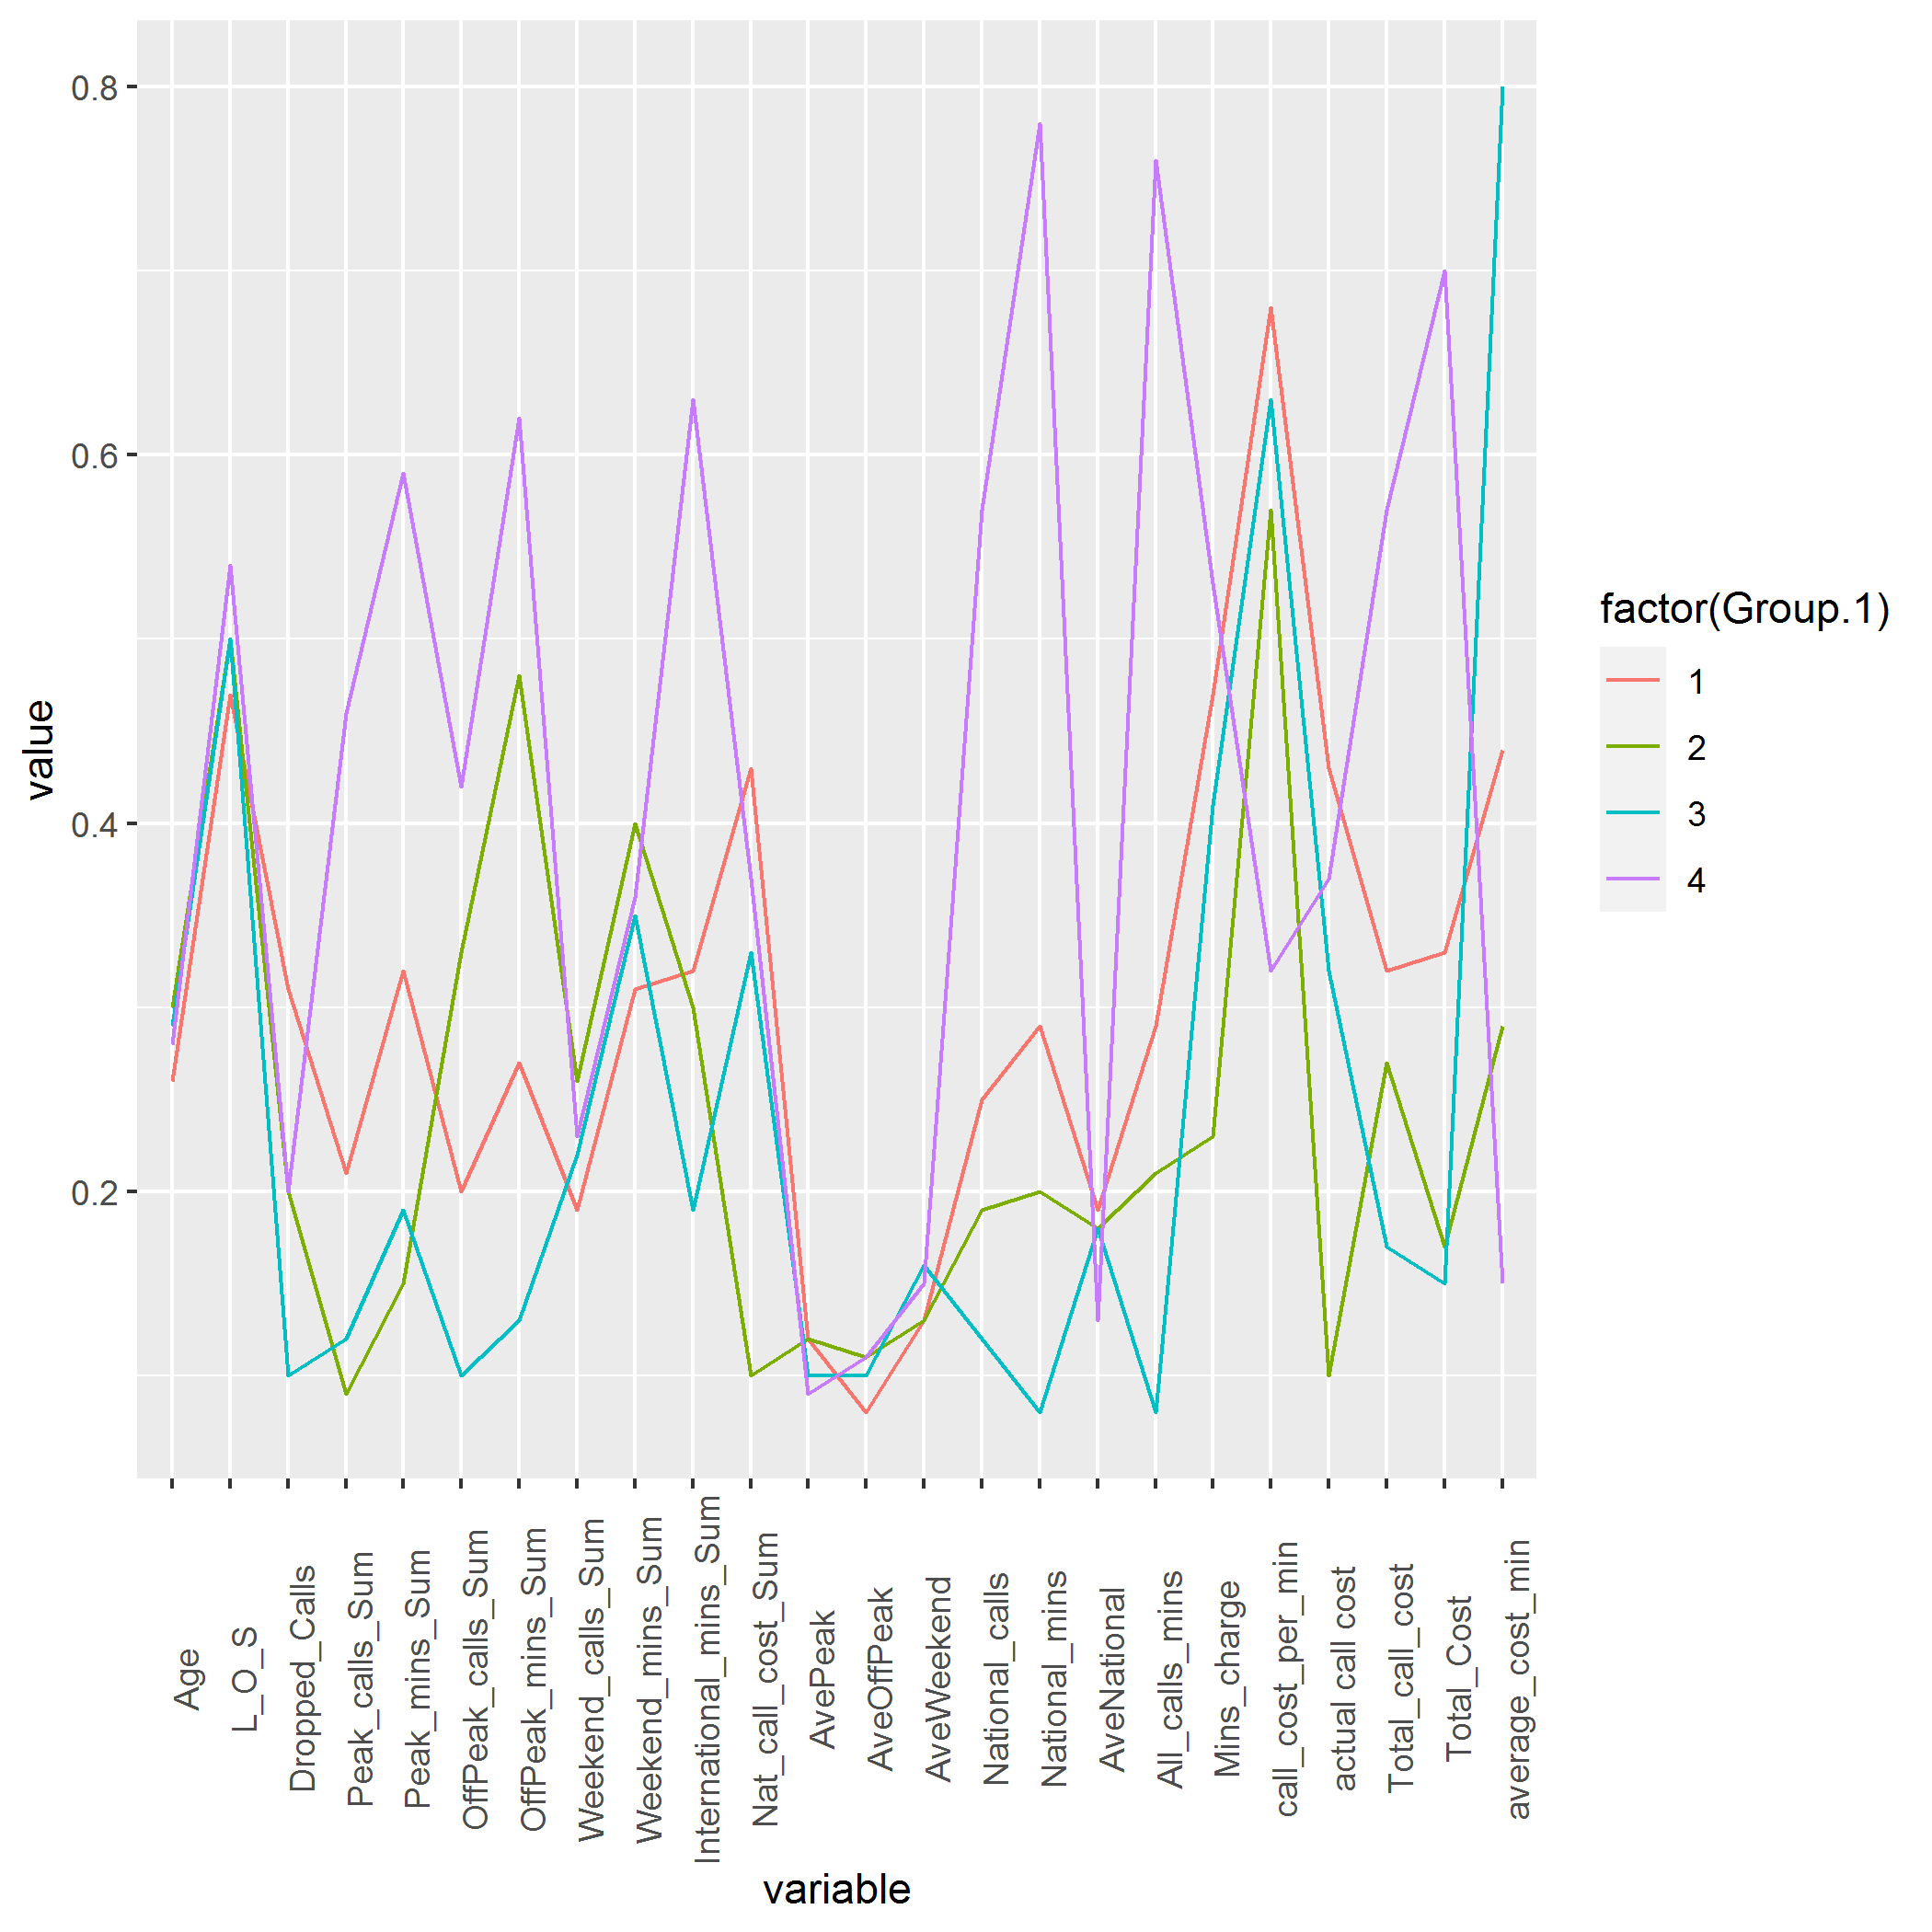 0.8
0.6
0.4
0.2
value
Age
L_O_S
Dropped_Calls
Peak_calls_Sum
Peak_mins_Sum
OffPeak_calls_Sum
OffPeak_mins_Sum
Weekend_calls_Sum
Weekend_mins_Sum
International_mins_Sum
Nat_call_cost_Sum
AvePeak
AveOffPeak
AveWeekend
National_calls
National_mins
AveNational
All_calls_mins
Mins_charge
call_cost_per_min
actual call cost
Total_call_cost
Total_Cost
average_cost_min
variable
factor(Group.1)
1
2
3
4